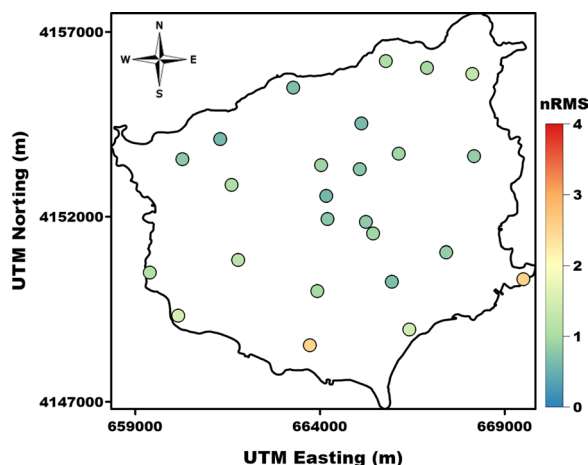 4157000
N
W E
S
nRMS
4
3
UTM Norting (m)
4152000
2
1
4147000
0
659000 664000 669000
UTM Easting (m)